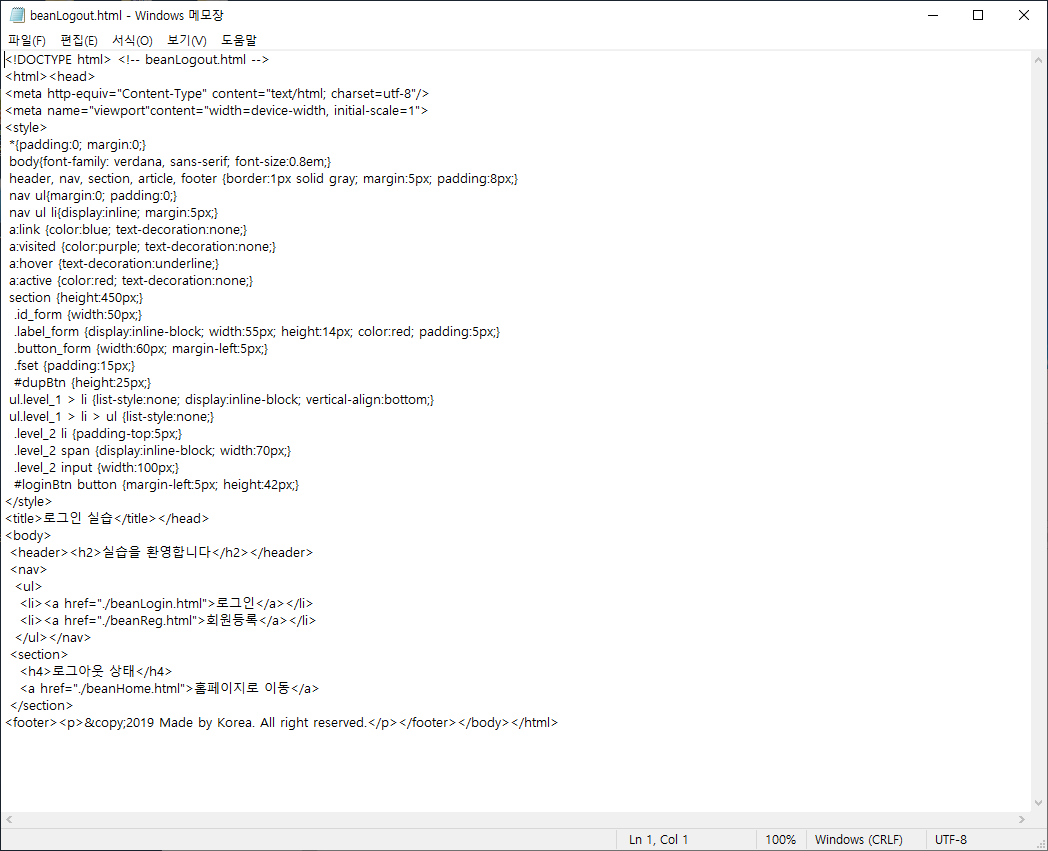 beanLogout.html - Windows 메모장
파일(F) 편집(E) 서식(O) 보기(V) 도움말
<!DOCTYPE html> <!-- beanLogout.html -->
<html><head>
<meta http-equiv="Content-Type" content="text/html; charset=utf-8"/>
<meta name="viewport"content="width=device-width, initial-scale=1">
<style>
*{padding:0; margin:0;}
body{font-family: verdana, sans-serif; font-size:0.8em;}
header, nav, section, article, footer {border:1px solid gray; margin:5px; padding:8px;}
nav ul{margin:0; padding:0;}
nav ul li{display:inline; margin:5px;}
a:link {color:blue; text-decoration:none;}
a:visited {color:purple; text-decoration:none;}
a:hover {text-decoration:underline;}
a:active {color:red; text-decoration:none;}
section {height:450px;}
.id_form {width:50px;}
.label_form {display:inline-block; width:55px; height:14px; color:red; padding:5px;}
.button_form {width:60px; margin-left:5px;}
.fset {padding:15px;}
#dupBtn {height:25px;}
ul.level_1 > li {list-style:none; display:inline-block; vertical-align:bottom;}
ul.level_1 > li > ul {list-style:none;}
.level_2 li {padding-top:5px;}
.level_2 span {display:inline-block; width:70px;}
.level_2 input {width:100px;}
#loginBtn button {margin-left:5px; height:42px;}
</style>
<title>로그인 실습</title></head>
<body>
<header><h2>실습을 환영합니다</h2></header>
<nav>
<ul>
<li><a href="./beanLogin.html">로그인</a></li>
<li><a href="./beanReg.html">회원등록</a></li>
</ul></nav>
<section>
<h4>로그아웃 상태</h4>
<a href="./beanHome.html">홈페이지로 이동</a>
</section>
<footer><p>&copy;2019 Made by Korea. All right reserved.</p></footer></body></html>
Ln 1, Col 1 100% Windows (CRLF) UTF-8